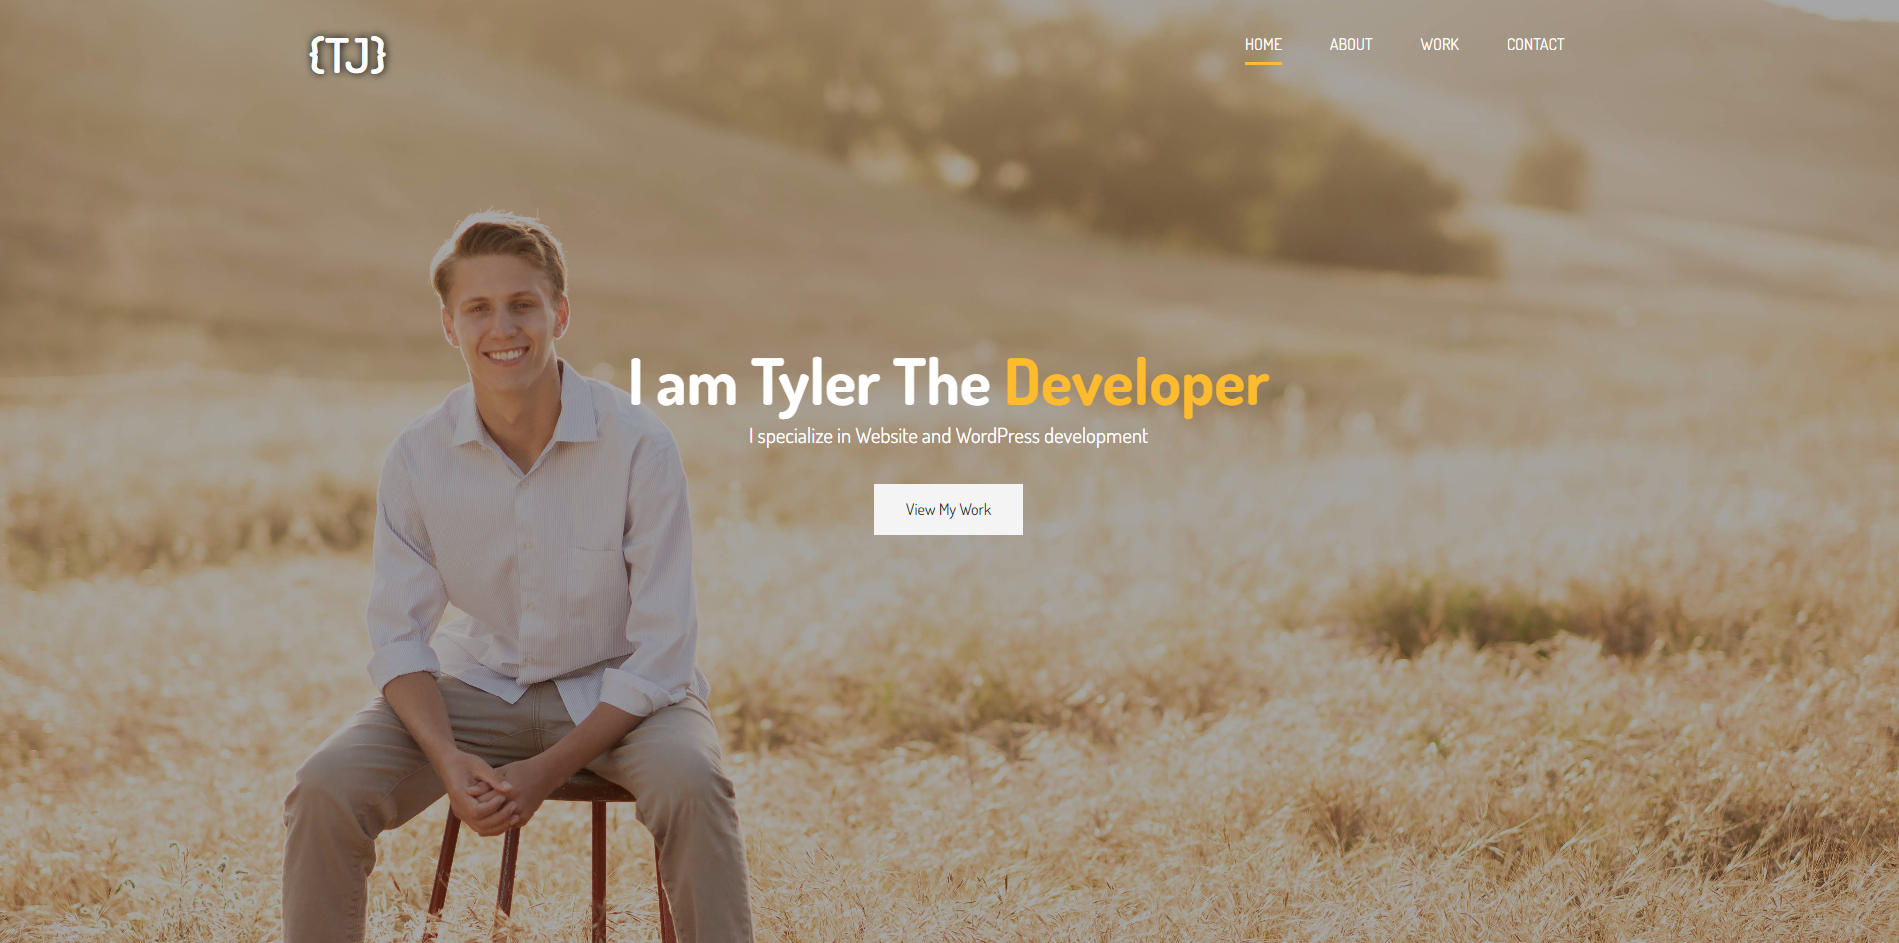 {TJ}
HOME
ABOUT
WORK
CONTACT
I am Tyler The Developer
I specialize in Website and WordPress development
View My Work